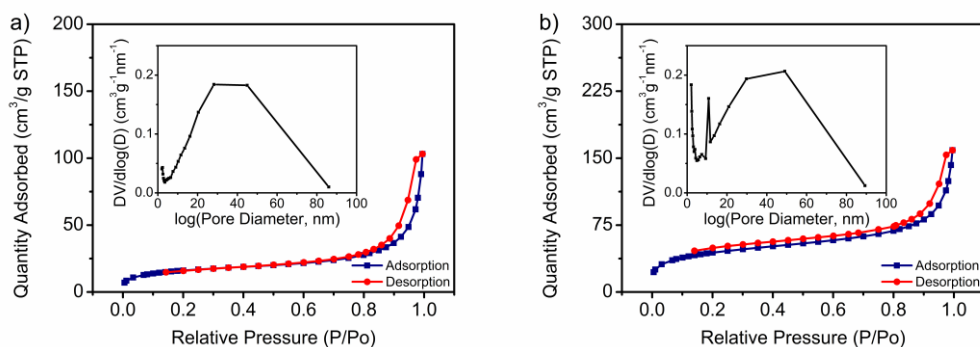 a)
Quantity Adsorbed (cm³/g STP)
200
150
100
50
0
DV/dlog(D) (cm³g⁻¹nm⁻¹)
0.2
0.1
0.0
0 20 40 60 80 100
log(Pore Diameter, nm)
Adsorption
Desorption
0.0 0.2 0.4 0.6 0.8 1.0
Relative Pressure (P/Po)
b)
Quantity Adsorbed (cm³/g STP)
300
225
150
75
0
DV/dlog(D) (cm³g⁻¹nm⁻¹)
0.2
0.1
0.0
0 20 40 60 80 100
log(Pore Diameter, nm)
Adsorption
Desorption
0.0 0.2 0.4 0.6 0.8 1.0
Relative Pressure (P/Po)